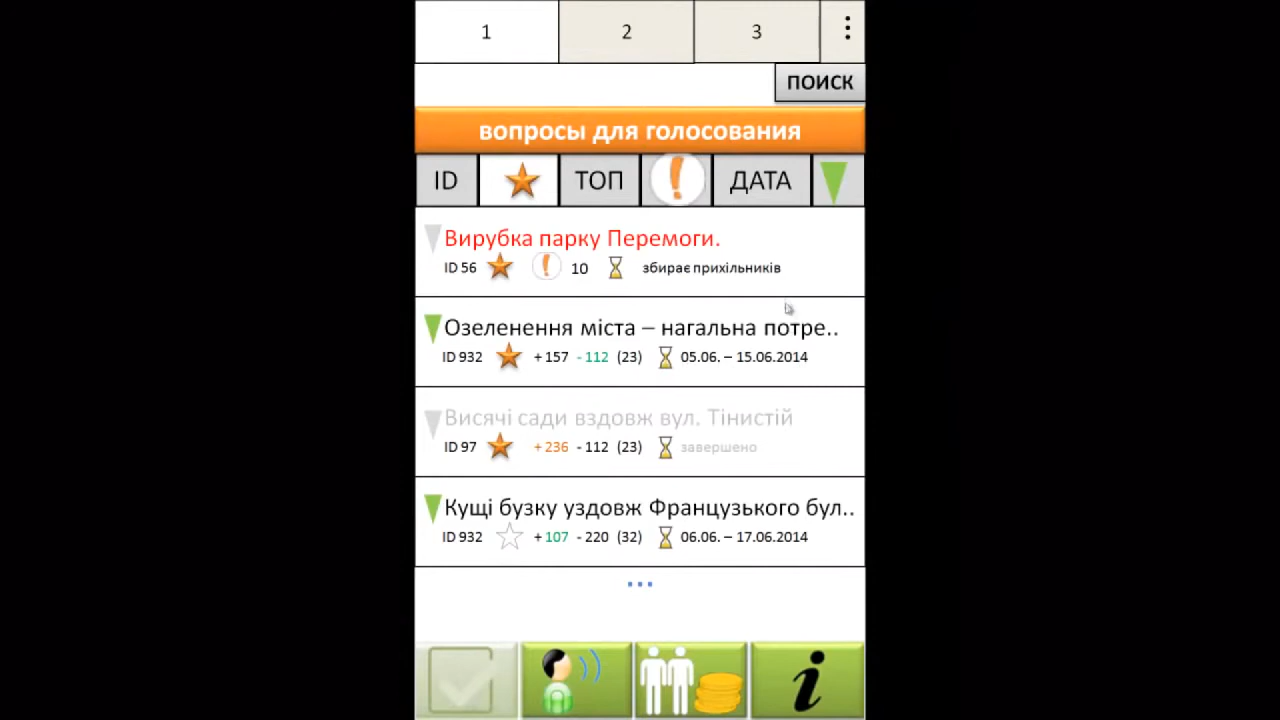 1 2 3
ПОИСК
вопросы для голосования
ID ТОП ! ДАТА
Вирубка парку Перемоги.
ID 56 ! 10 збирає прихільників
Озеленення міста – нагальна потре..
ID 932 +157 - 112 (23) 05.06. – 15.06.2014
Висячі сади вздовж вул. Тінистій
ID 97 +236 - 112 (23) завершено
Кущі бузку уздовж Французького бул..
ID 932 +107 - 220 (32) 06.06. – 17.06.2014
...
i